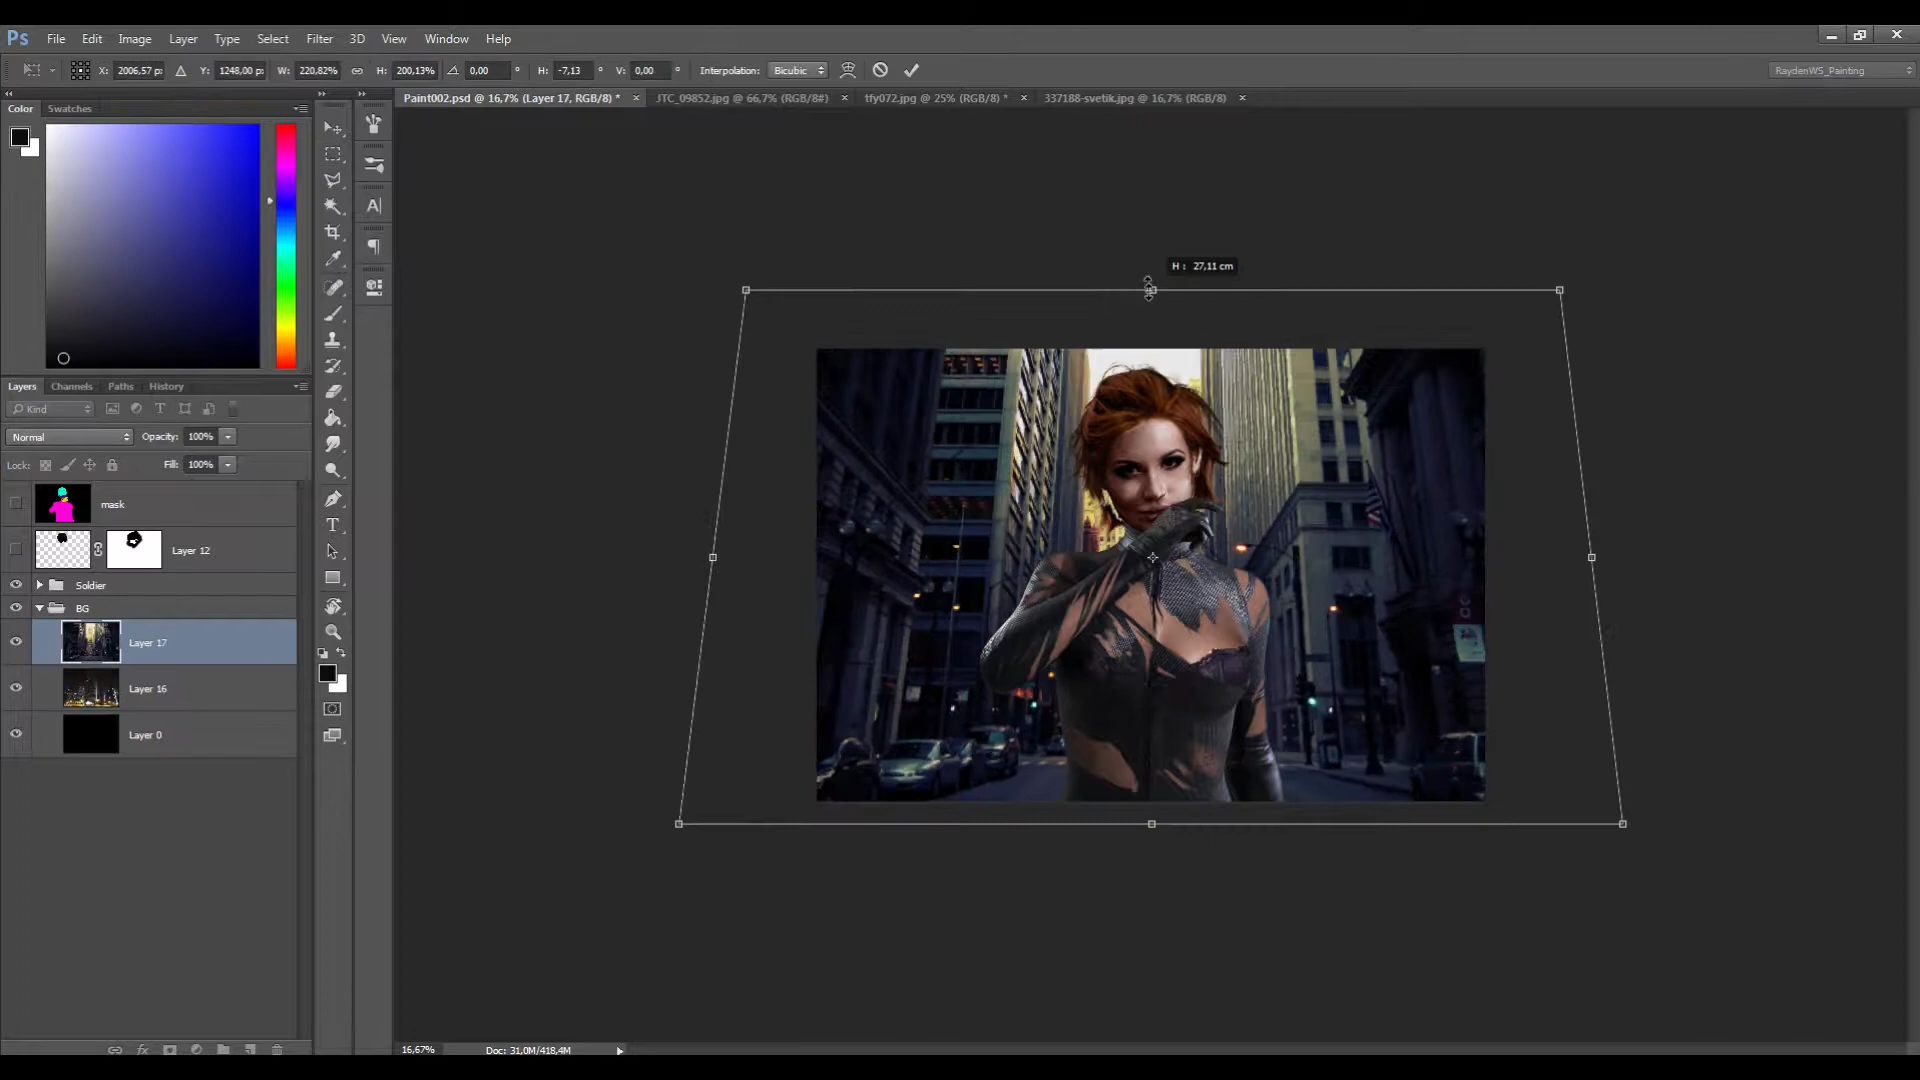 Ps File Edit Image Layer Type Select Filter 3D View Window Help
X: 2006,57 p: Y: 1248,00 p: W: 220,82% H: 200,13% 0,00 ° H: -7,13 ° V: 0,00 ° Interpolation: Bicubic RaydenWS_Painting
Color Swatches
Paint002.psd @ 16,7% (Layer 17, RGB/8) * × JTC_09852.jpg @ 66,7% (RGB/8#) × tfy072.jpg @ 25% (RGB/8) * × 337188-svetik.jpg @ 16,7% (RGB/8) ×
H: 27,11 cm
Layers Channels Paths History
Kind
Normal Opacity: 100%
Lock: Fill: 100%
mask
Layer 12
Soldier
BG
Layer 17
Layer 16
Layer 0
16,67% Doc: 31,0M/418,4M